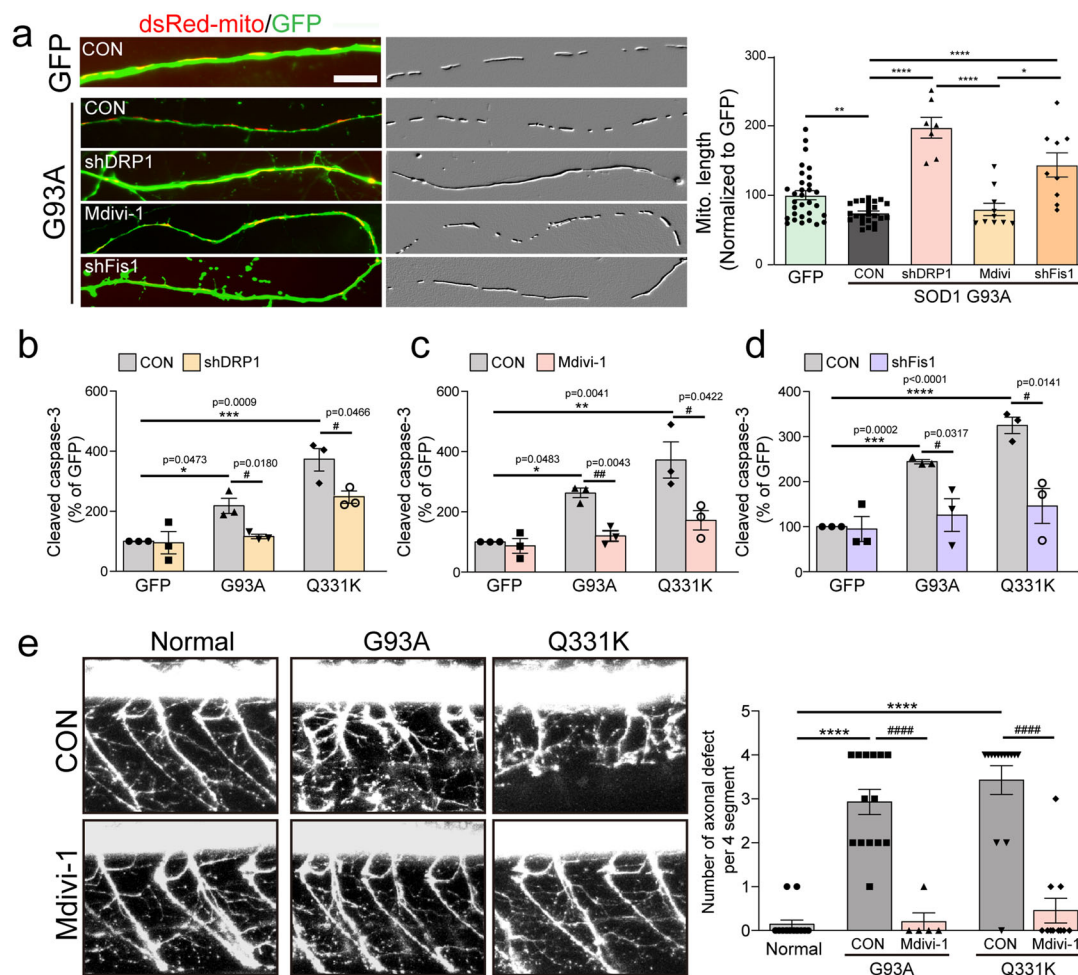 a
dsRed-mito/GFP
GFP
CON
G93A
CON
shDRP1
Mdivi-1
shFis1
Mito. length
(Normalized to GFP)
300
200
100
0
**
****
****
****
*
GFP
CON
shDRP1
Mdivi
shFis1
SOD1 G93A
b
CON
shDRP1
Cleaved caspase-3
(% of GFP)
600
400
200
0
p=0.0009
***
p=0.0466
#
p=0.0473
*
p=0.0180
#
GFP
G93A
Q331K
c
CON
Mdivi-1
Cleaved caspase-3
(% of GFP)
600
400
200
0
p=0.0041
**
p=0.0422
#
p=0.0483
*
p=0.0043
##
GFP
G93A
Q331K
d
CON
shFis1
Cleaved caspase-3
(% of GFP)
400
300
200
100
0
p<0.0001
****
p=0.0141
#
p=0.0002
***
p=0.0317
#
GFP
G93A
Q331K
e
Normal
G93A
Q331K
CON
Mdivi-1
Number of axonal defect
per 4 segment
5
4
3
2
1
0
****
****
####
####
Normal
CON
Mdivi-1
CON
Mdivi-1
G93A
Q331K